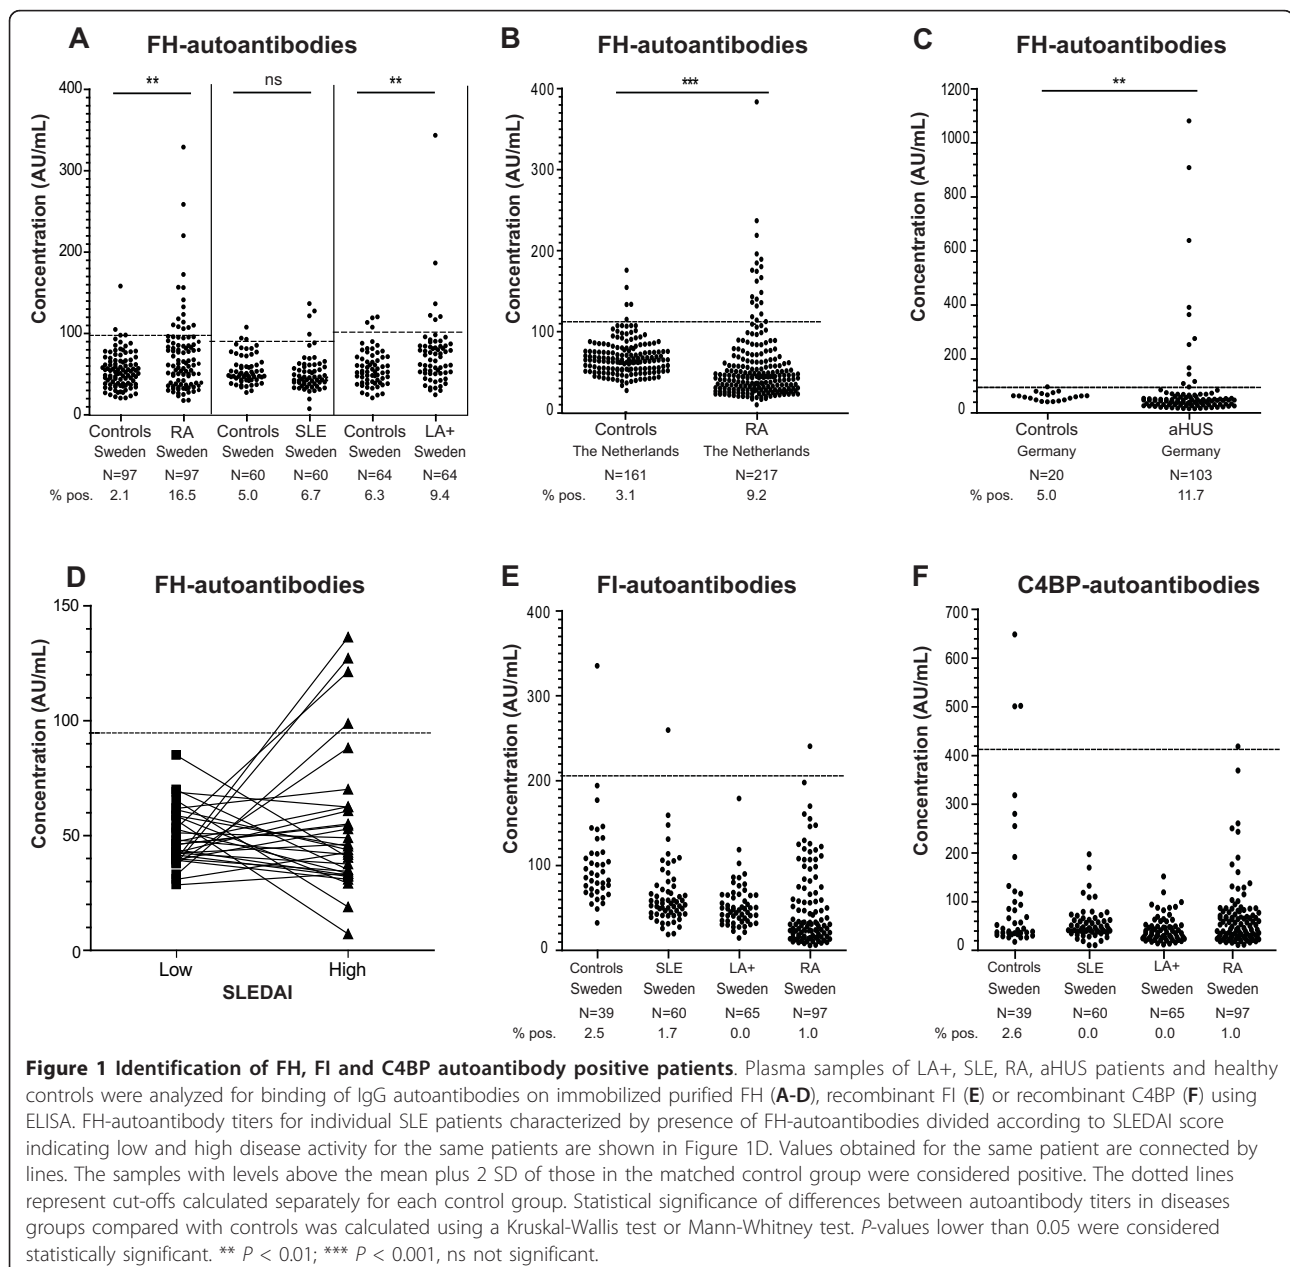 A FH-autoantibodies
** ns **
Concentration (AU/mL)
400
300
200
100
0
Controls RA Controls SLE Controls LA+
Sweden Sweden Sweden Sweden Sweden Sweden
N=97 N=97 N=60 N=60 N=64 N=64
% pos. 2.1 16.5 5.0 6.7 6.3 9.4
B FH-autoantibodies
***
Concentration (AU/mL)
400
300
200
100
0
Controls RA
The Netherlands The Netherlands
N=161 N=217
% pos. 3.1 9.2
C FH-autoantibodies
**
Concentration (AU/mL)
1200
1000
800
600
400
200
0
Controls aHUS
Germany Germany
N=20 N=103
% pos. 5.0 11.7
D FH-autoantibodies
Concentration (AU/mL)
150
100
50
0
Low High
SLEDAI
E FI-autoantibodies
Concentration (AU/mL)
400
300
200
100
0
Controls SLE LA+ RA
Sweden Sweden Sweden Sweden
N=39 N=60 N=65 N=97
% pos. 2.5 1.7 0.0 1.0
F C4BP-autoantibodies
Concentration (AU/mL)
700
600
500
400
300
200
100
0
Controls SLE LA+ RA
Sweden Sweden Sweden Sweden
N=39 N=60 N=65 N=97
% pos. 2.6 0.0 0.0 1.0
Figure 1 Identification of FH, FI and C4BP autoantibody positive patients. Plasma samples of LA+, SLE, RA, aHUS patients and healthy
controls were analyzed for binding of IgG autoantibodies on immobilized purified FH (A-D), recombinant FI (E) or recombinant C4BP (F) using
ELISA. FH-autoantibody titers for individual SLE patients characterized by presence of FH-autoantibodies divided according to SLEDAI score
indicating low and high disease activity for the same patients are shown in Figure 1D. Values obtained for the same patient are connected by
lines. The samples with levels above the mean plus 2 SD of those in the matched control group were considered positive. The dotted lines
represent cut-offs calculated separately for each control group. Statistical significance of differences between autoantibody titers in diseases
groups compared with controls was calculated using a Kruskal-Wallis test or Mann-Whitney test. P-values lower than 0.05 were considered
statistically significant. ** P < 0.01; *** P < 0.001, ns not significant.